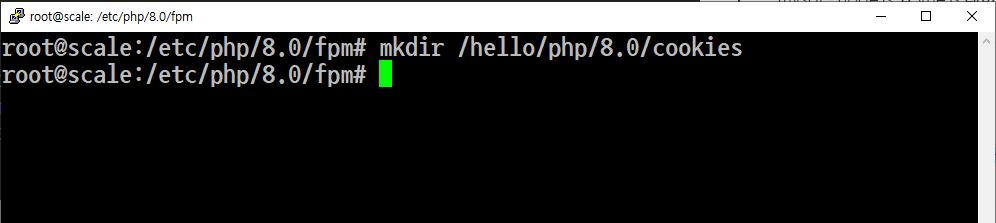 root@scale: /etc/php/8.0/fpm
root@scale:/etc/php/8.0/fpm# mkdir /hello/php/8.0/cookies
root@scale:/etc/php/8.0/fpm#